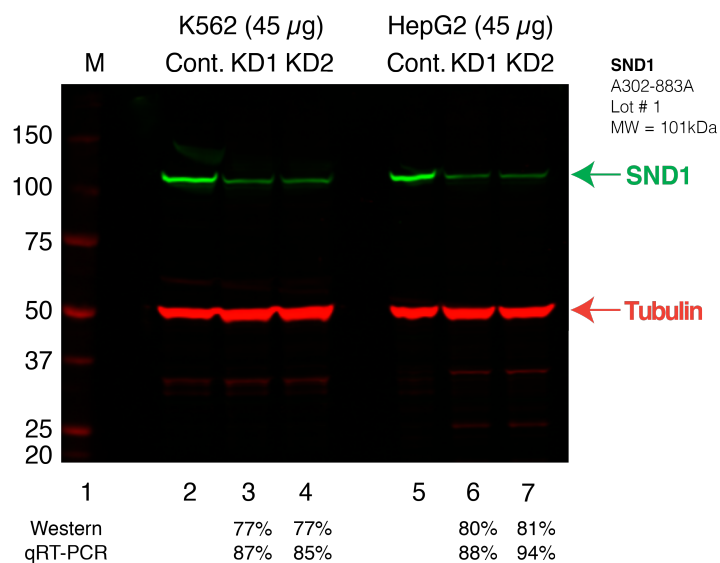 K562 (45 µg) HepG2 (45 µg)
M Cont. KD1 KD2 Cont. KD1 KD2
SND1
A302-883A
Lot # 1
MW = 101kDa
150
100
75
50
37
25
20
SND1
Tubulin
1 2 3 4 5 6 7
Western 77% 77% 80% 81%
qRT-PCR 87% 85% 88% 94%